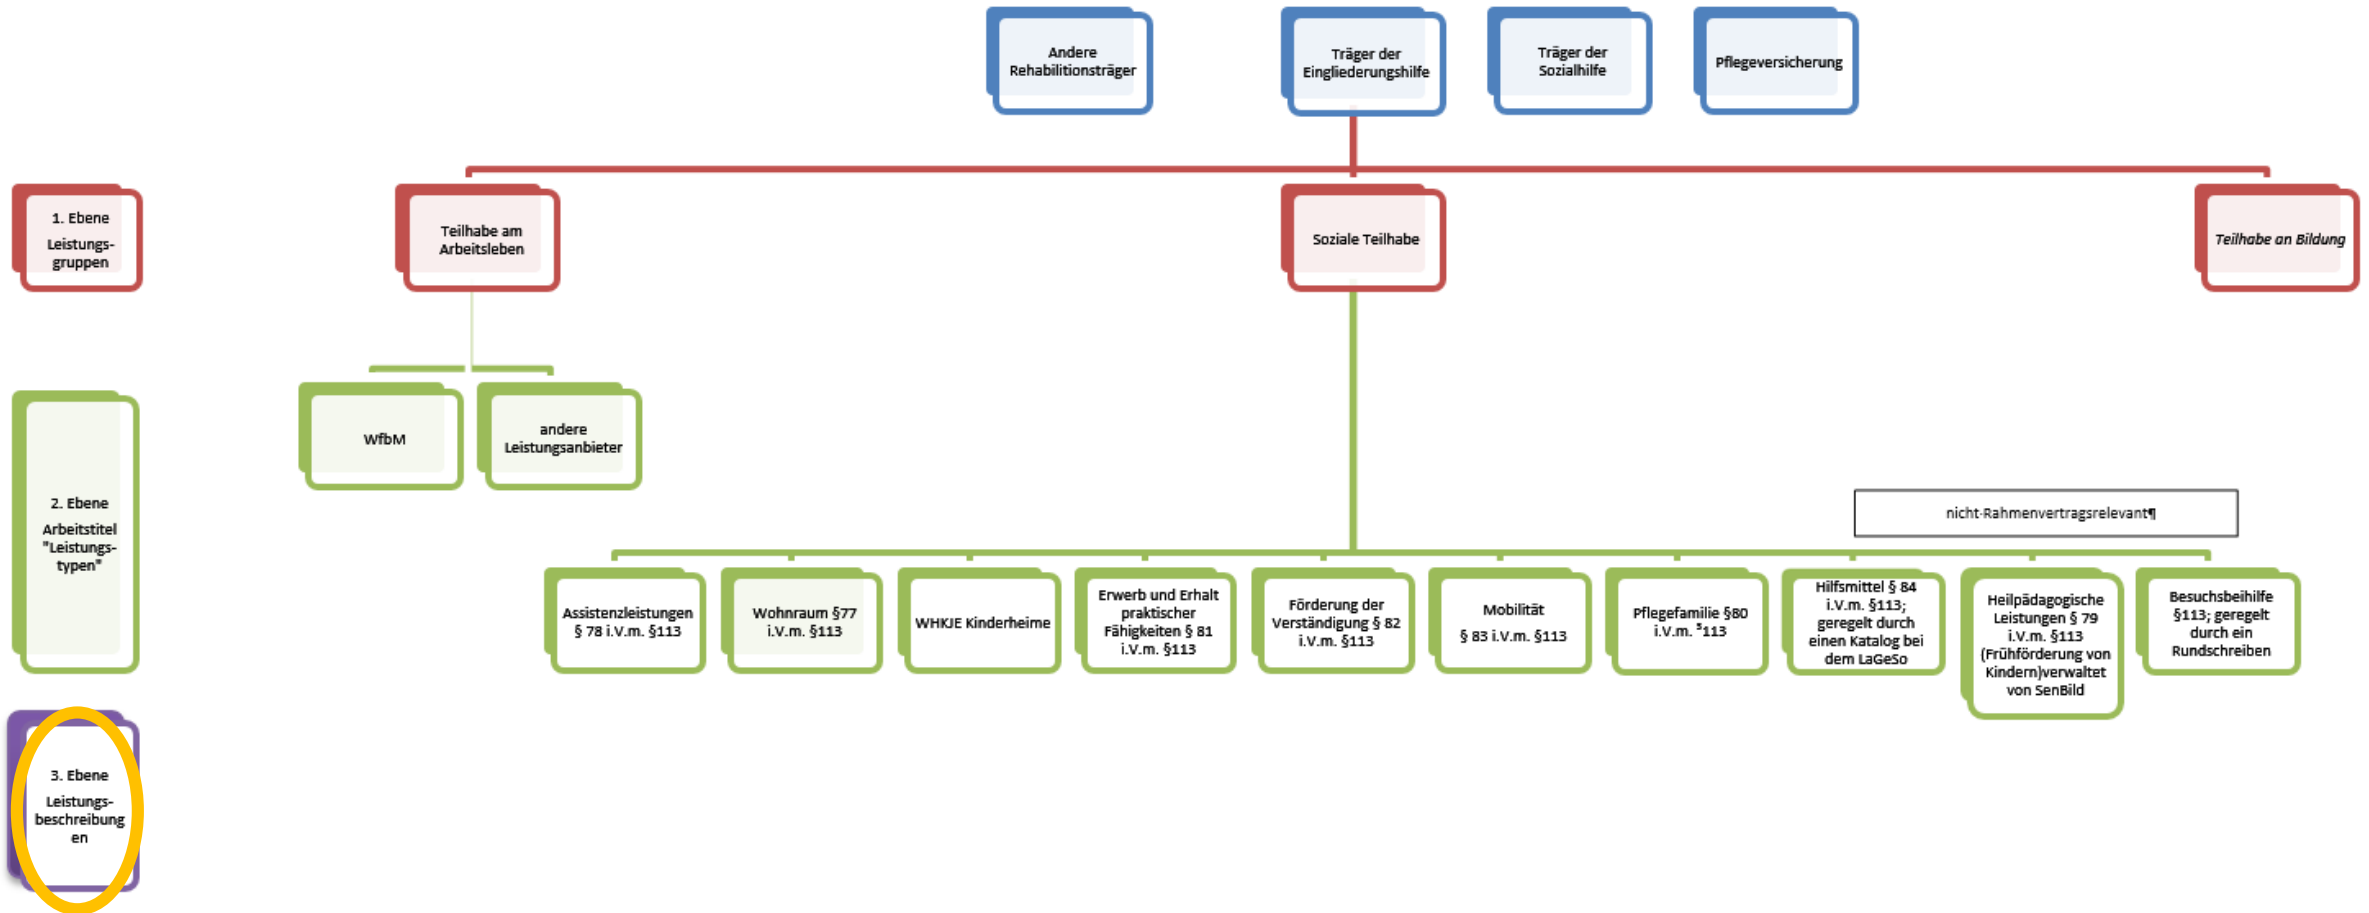 Andere
Rehabilitionsträger
Träger der
Eingliederungshilfe
Träger der
Sozialhilfe
Pflegeversicherung
1. Ebene
Leistungs-
gruppen
Teilhabe am
Arbeitsleben
Soziale Teilhabe
Teilhabe an Bildung
2. Ebene
Arbeitstitel
"Leistungs-
typen"
WfbM
andere
Leistungsanbieter
nicht-Rahmenvertragsrelevant¶
Assistenzleistungen
§ 78 i.V.m. §113
Wohnraum §77
i.V.m. §113
WHKJE Kinderheime
Erwerb und Erhalt
praktischer
Fähigkeiten § 81
i.V.m. §113
Förderung der
Verständigung § 82
i.V.m. §113
Mobilität
§ 83 i.V.m. §113
Pflegefamilie §80
i.V.m. ³113
Hilfsmittel § 84
i.V.m. §113;
geregelt durch
einen Katalog bei
dem LaGeSo
Heilpädagogische
Leistungen § 79
i.V.m. §113
(Frühförderung von
Kindern)verwaltet
von SenBild
Besuchsbeihilfe
§113; geregelt
durch ein
Rundschreiben
3. Ebene
Leistungs-
beschreibung
en